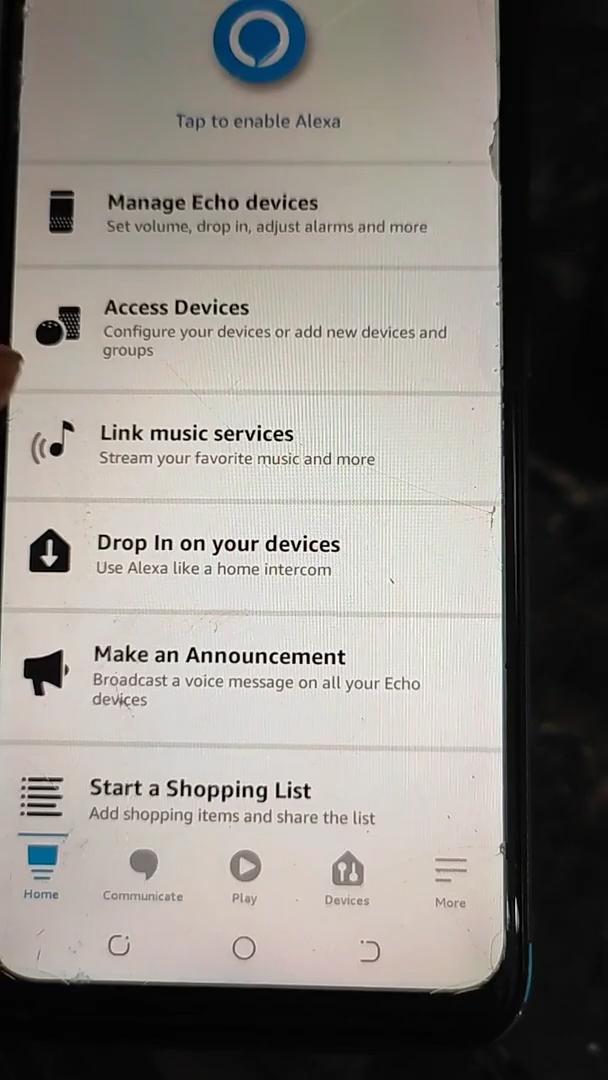 Tap to enable Alexa
Manage Echo devices
Set volume, drop in, adjust alarms and more
Access Devices
Configure your devices or add new devices and
groups
Link music services
Stream your favorite music and more
Drop In on your devices
Use Alexa like a home intercom
Make an Announcement
Broadcast a voice message on all your Echo
devices
Start a Shopping List
Add shopping items and share the list
Home
Communicate
Play
Devices
More